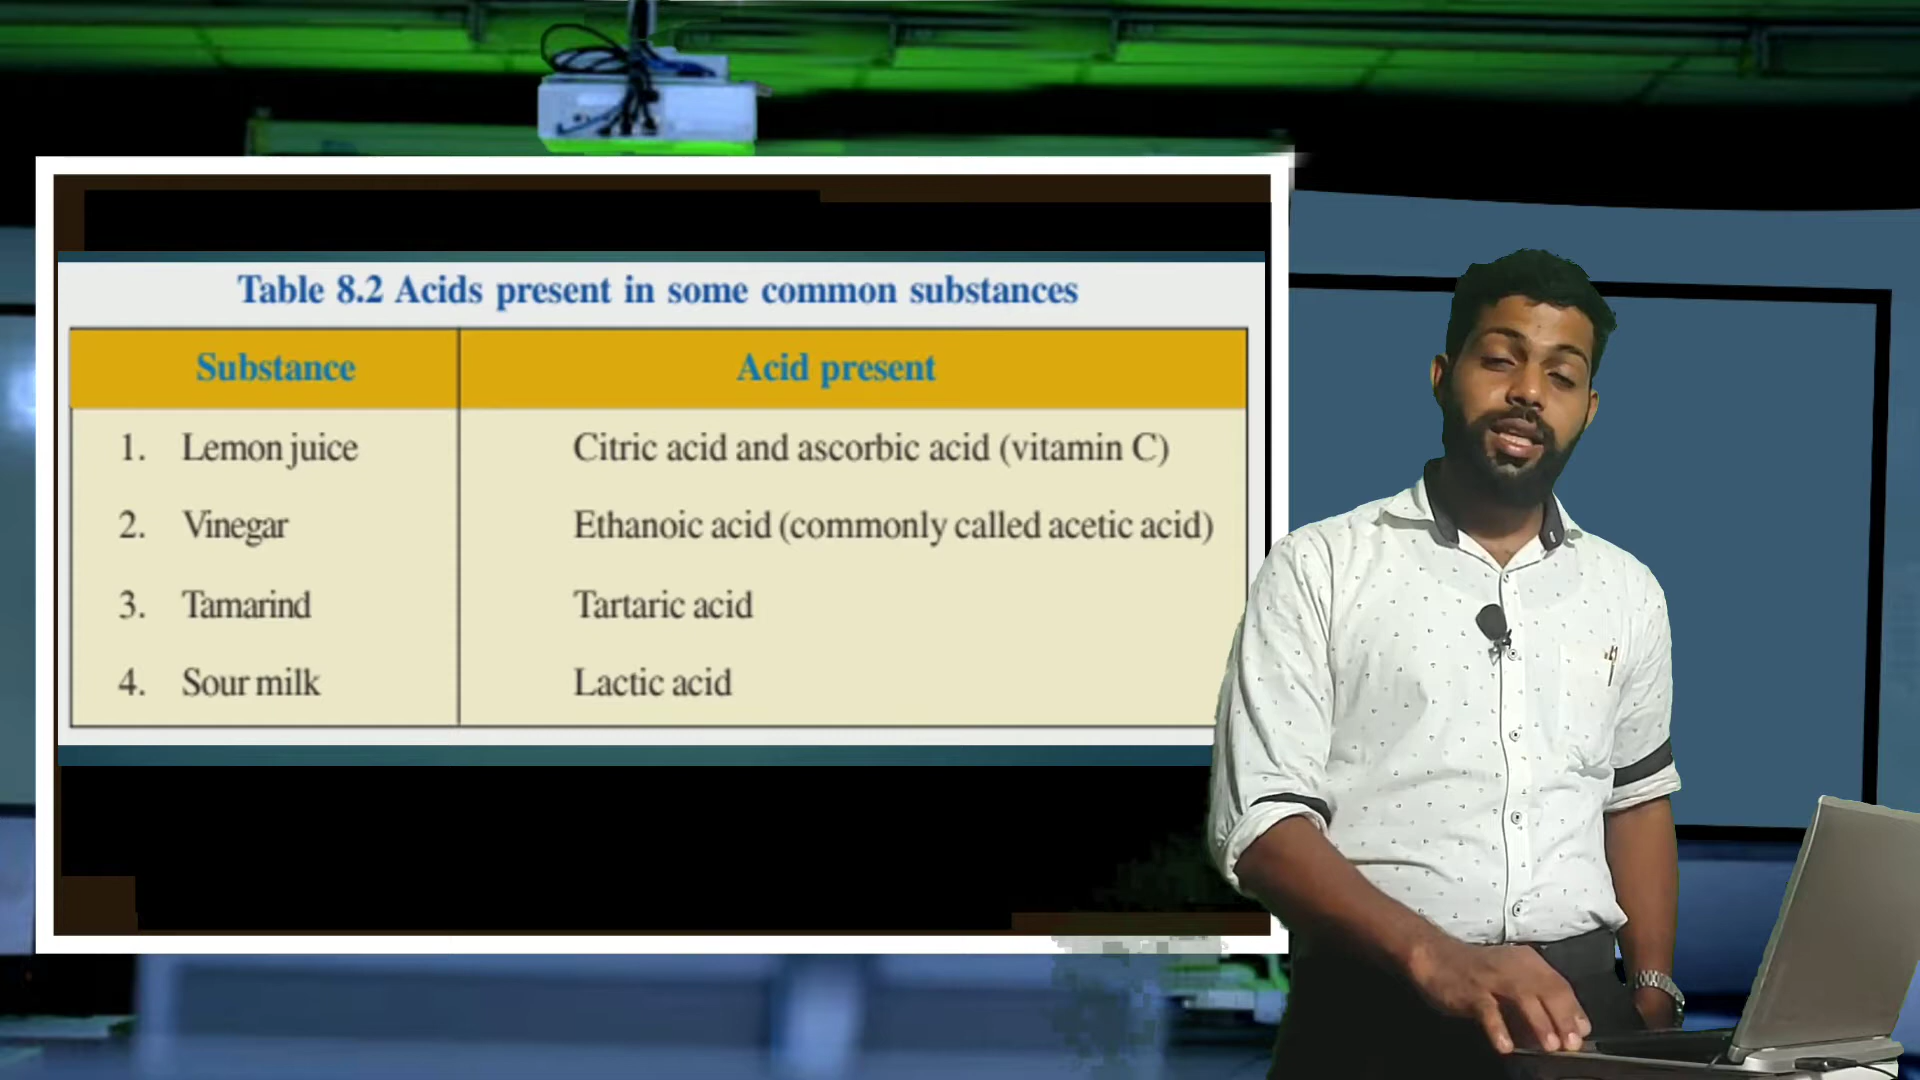 Table 8.2 Acids present in some common substances
Substance Acid present
1. Lemon juice Citric acid and ascorbic acid (vitamin C)
2. Vinegar Ethanoic acid (commonly called acetic acid)
3. Tamarind Tartaric acid
4. Sour milk Lactic acid